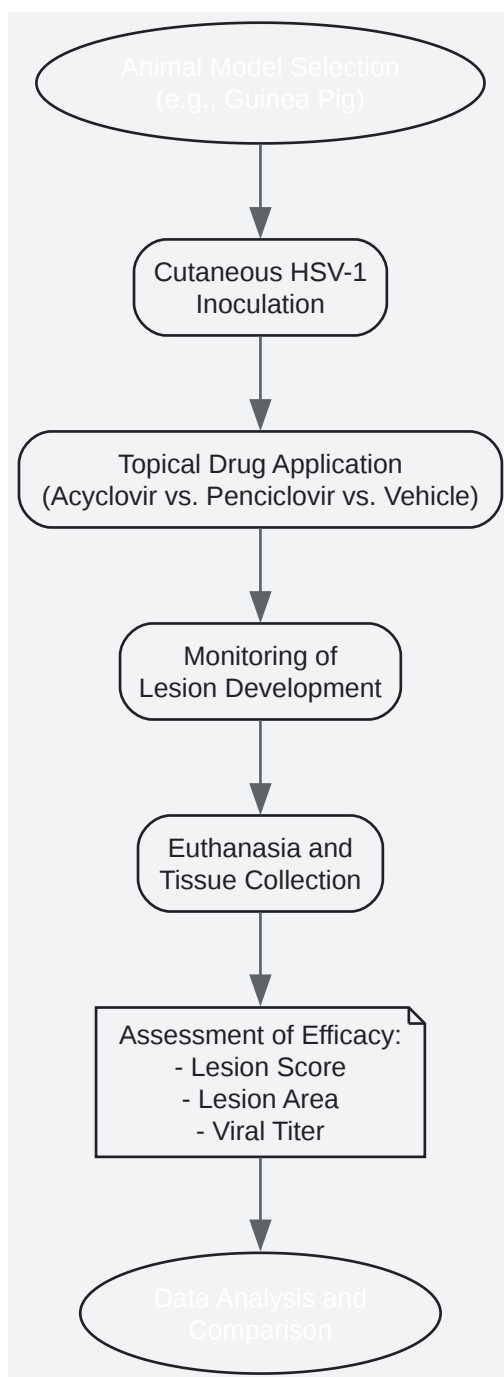 Animal Model Selection
(e.g., Guinea Pig)
Cutaneous HSV-1
Inoculation
Topical Drug Application
(Acyclovir vs. Penciclovir vs. Vehicle)
Monitoring of
Lesion Development
Euthanasia and
Tissue Collection
Assessment of Efficacy:
- Lesion Score
- Lesion Area
- Viral Titer
Data Analysis and
Comparison